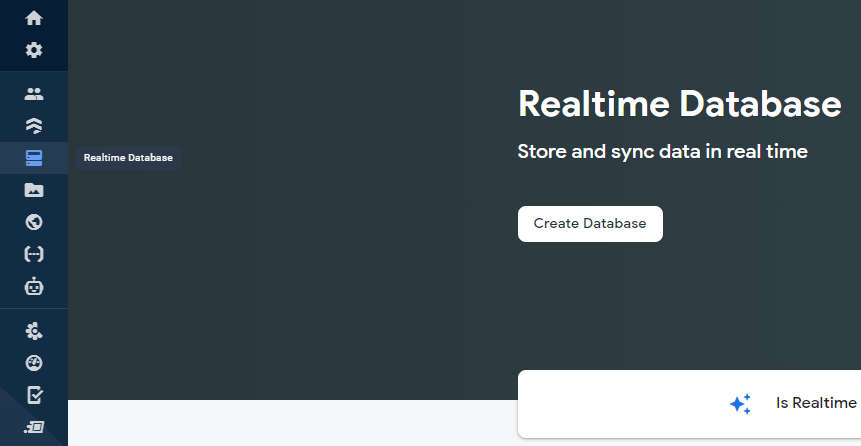 Realtime Database
Store and sync data in real time
Realtime Database
Create Database
Is Realtime